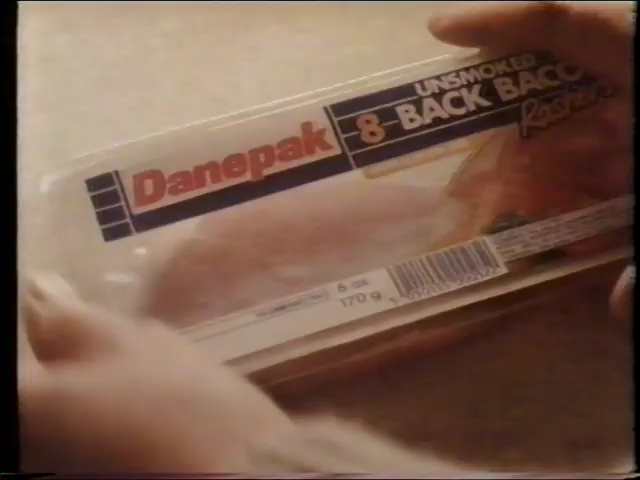 Danepak
8
UNSMOKED
BACK BACO
Rashers
6 oz
170 g